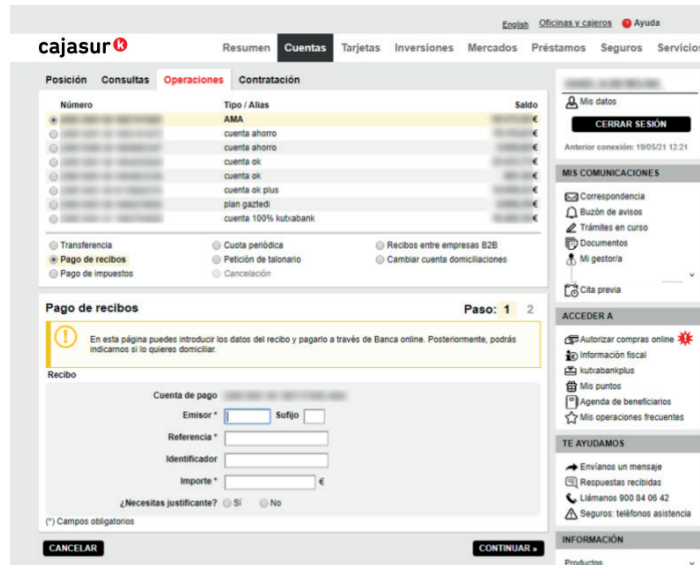 English Oficinas y cajeros Ayuda
cajasur
Resumen Cuentas Tarjetas Inversiones Mercados Préstamos Seguros Servicios
Posición Consultas Operaciones Contratación
Número Tipo / Alias Saldo
AMA €
cuenta ahorro €
cuenta ahorro €
cuenta ok €
cuenta ok €
cuenta ok plus €
plan gaztedi €
cuenta 100% kutxabank €
Transferencia Cuota periódica Recibos entre empresas B2B
Pago de recibos Petición de talonario Cambiar cuenta domiciliaciones
Pago de impuestos Cancelación
Pago de recibos Paso: 1 2
En esta página puedes introducir los datos del recibo y pagarlo a través de Banca online. Posteriormente, podrás
indicarnos si lo quieres domiciliar.
Recibo
Cuenta de pago
Emisor * Sufijo
Referencia *
Identificador
Importe * €
¿Necesitas justificante? Sí No
(*) Campos obligatorios
CANCELAR CONTINUAR »
Mis datos
CERRAR SESIÓN
Anterior conexión: 19/05/21 12:21
MIS COMUNICACIONES
Correspondencia
Buzón de avisos
Trámites en curso
Documentos
Mi gestor/a
Cita previa
ACCEDER A
Autorizar compras online
Información fiscal
kutxabankplus
Mis puntos
Agenda de beneficiarios
Mis operaciones frecuentes
TE AYUDAMOS
Envíanos un mensaje
Respuestas recibidas
Llámanos 900 84 06 42
Seguros: teléfonos asistencia
INFORMACIÓN
Productos